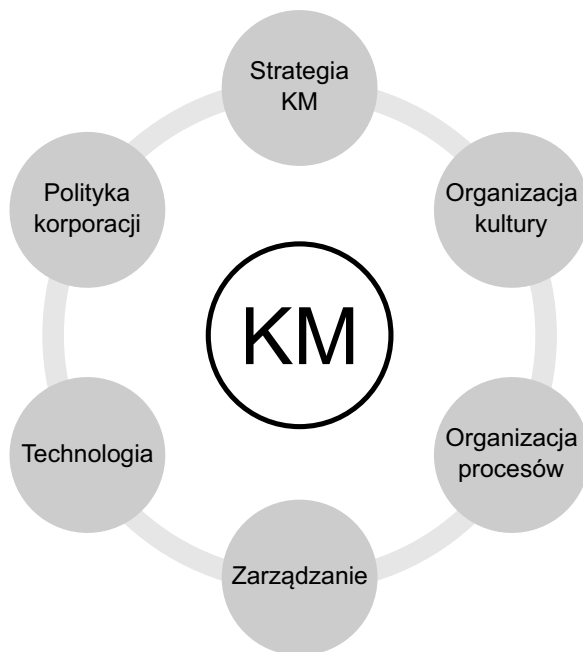 Strategia
KM
Polityka
korporacji
Organizacja
kultury
KM
Technologia
Organizacja
procesów
Zarządzanie